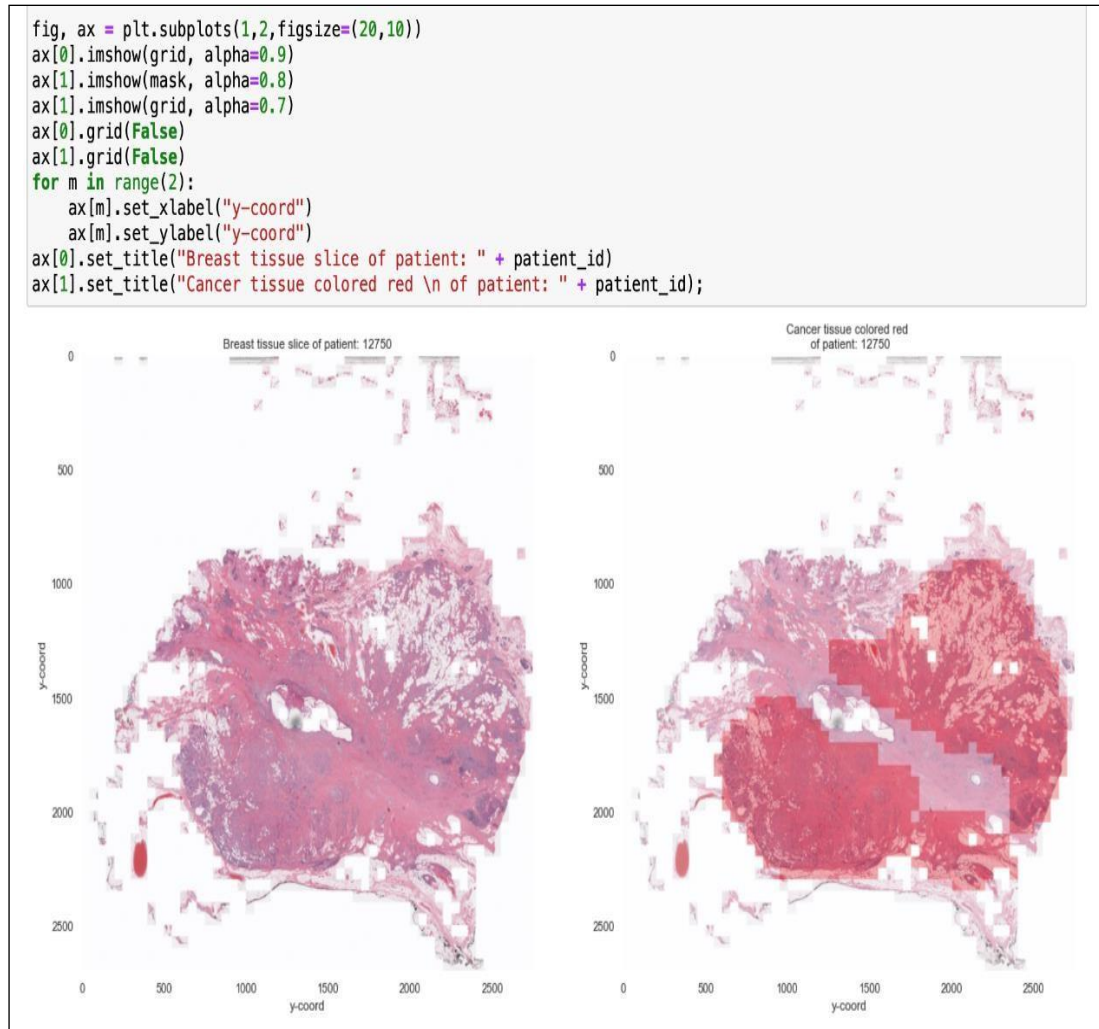 fig, ax = plt.subplots(1,2,figsize=(20,10))
ax[0].imshow(grid, alpha=0.9)
ax[1].imshow(mask, alpha=0.8)
ax[1].imshow(grid, alpha=0.7)
ax[0].grid(False)
ax[1].grid(False)
for m in range(2):
    ax[m].set_xlabel("y-coord")
    ax[m].set_ylabel("y-coord")
ax[0].set_title("Breast tissue slice of patient: " + patient_id)
ax[1].set_title("Cancer tissue colored red \n of patient: " + patient_id);
Breast tissue slice of patient: 12750
0
500
1000
1500
2000
2500
y-coord
0
500
1000
1500
2000
2500
y-coord
Cancer tissue colored red
of patient: 12750
0
500
1000
1500
2000
2500
y-coord
0
500
1000
1500
2000
2500
y-coord